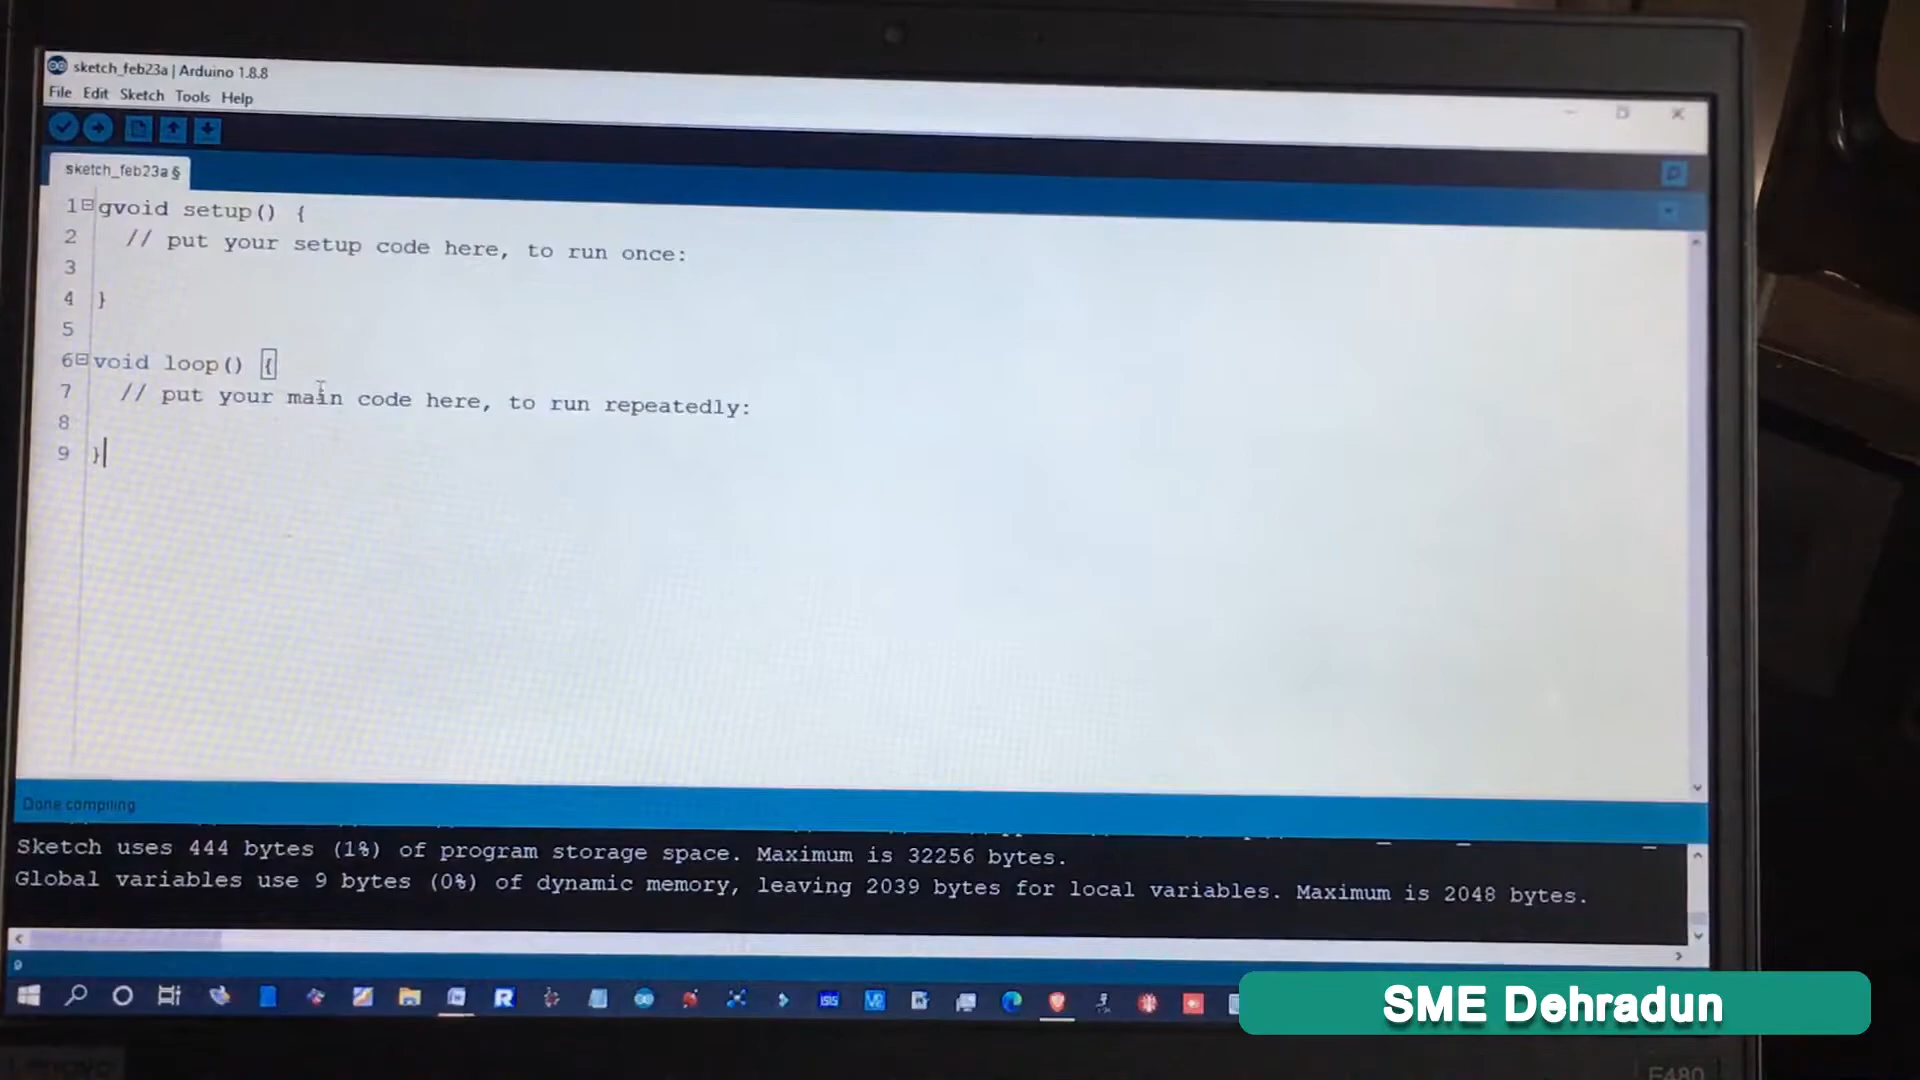 sketch_feb23a | Arduino 1.8.8
File Edit Sketch Tools Help
sketch_feb23a §
1 gvoid setup() {
2 // put your setup code here, to run once:
3
4 }
5
6 void loop() {
7 // put your main code here, to run repeatedly:
8
9 }
Done compiling
Sketch uses 444 bytes (1%) of program storage space. Maximum is 32256 bytes.
Global variables use 9 bytes (0%) of dynamic memory, leaving 2039 bytes for local variables. Maximum is 2048 bytes.
9
R
ISIS
SME Dehradun
E480